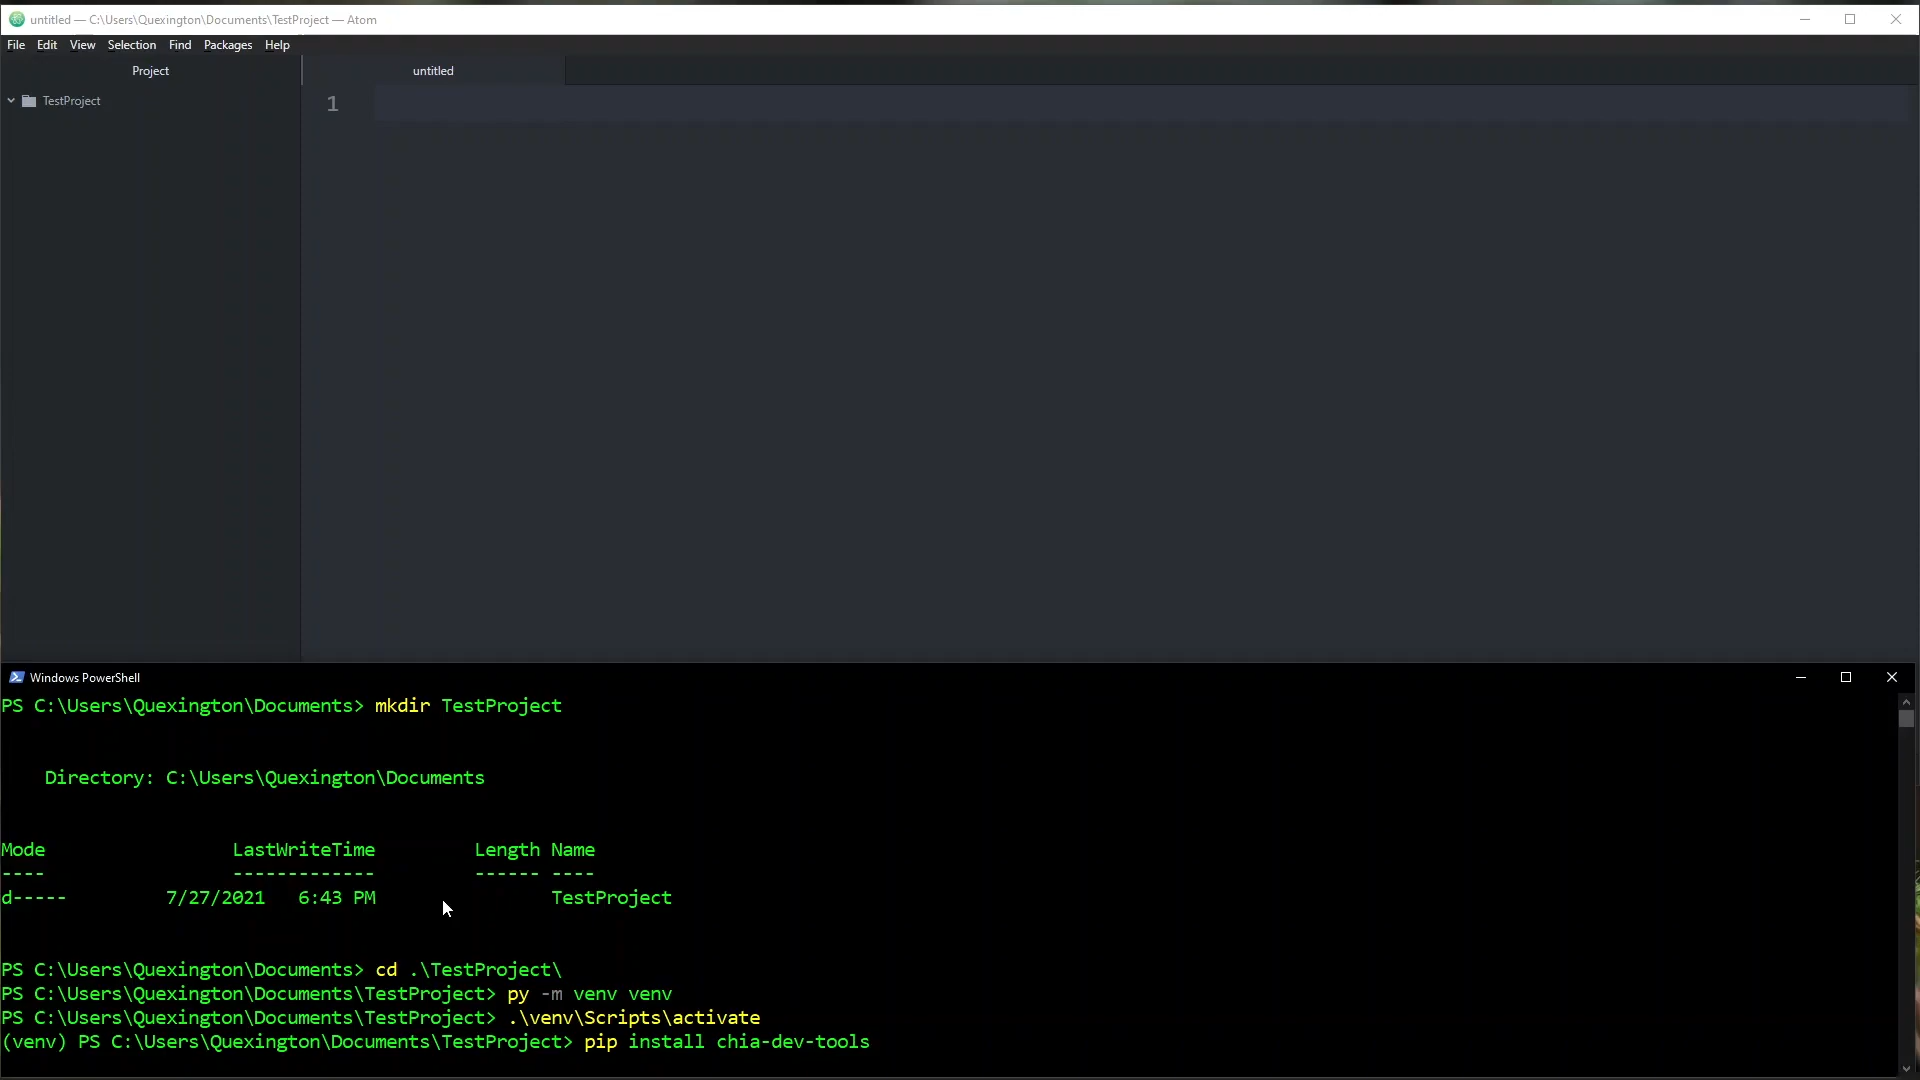 untitled — C:\Users\Quexington\Documents\TestProject — Atom
File Edit View Selection Find Packages Help
Project
untitled
TestProject
1
Windows PowerShell
PS C:\Users\Quexington\Documents> mkdir TestProject
Directory: C:\Users\Quexington\Documents
Mode LastWriteTime Length Name
---- ------------- ------ ----
d----- 7/27/2021 6:43 PM TestProject
PS C:\Users\Quexington\Documents> cd .\TestProject\
PS C:\Users\Quexington\Documents\TestProject> py -m venv venv
PS C:\Users\Quexington\Documents\TestProject> .\venv\Scripts\activate
(venv) PS C:\Users\Quexington\Documents\TestProject> pip install chia-dev-tools